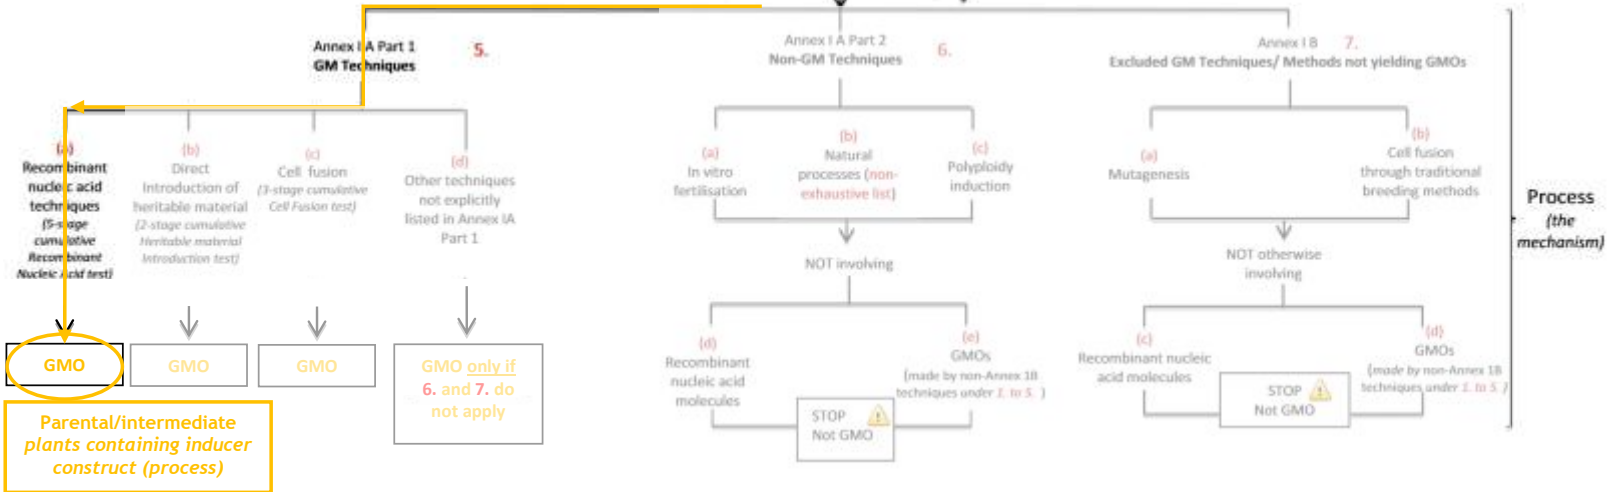 Annex I A Part 1
GM Techniques
5.
Annex I A Part 2
Non-GM Techniques
6.
Annex I B
7.
Excluded GM Techniques/ Methods not yielding GMOs
(a)
Recombinant
nucleic acid
techniques
(5-stage
cumulative
Recombinant
Nucleic Acid test)
(b)
Direct
Introduction of
heritable material
(2-stage cumulative
Heritable material
Introduction test)
(c)
Cell fusion
(3-stage cumulative
Cell Fusion test)
(d)
Other techniques
not explicitly
listed in Annex IA
Part 1
(a)
In vitro
fertilisation
(b)
Natural
processes (non-
exhaustive list)
(c)
Polyploidy
induction
(a)
Mutagenesis
(b)
Cell fusion
through traditional
breeding methods
Process
(the
mechanism)
NOT involving
NOT otherwise
involving
GMO
GMO
GMO
GMO only if
6. and 7. do
not apply
(d)
Recombinant
nucleic acid
molecules
(e)
GMOs
(made by non-Annex 1B
techniques under 1. to 5. )
STOP
Not GMO
(c)
Recombinant nucleic
acid molecules
(d)
GMOs
(made by non-Annex 1B
techniques under 1. to 5. )
STOP
Not GMO
Parental/intermediate
plants containing inducer
construct (process)